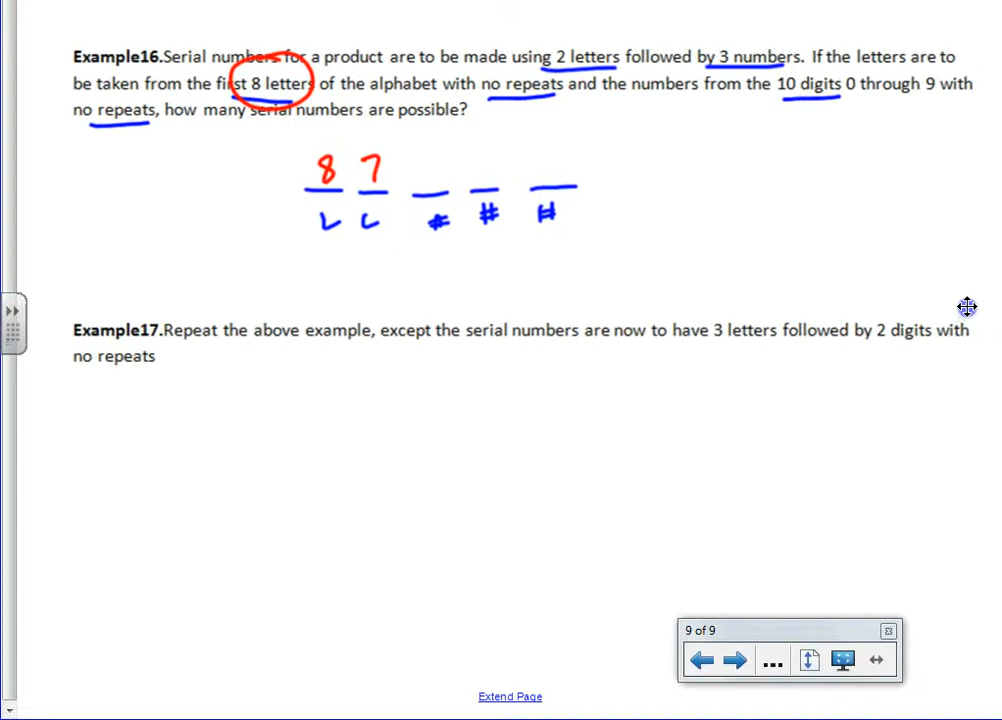 Example16.Serial numbers for a product are to be made using 2 letters followed by 3 numbers. If the letters are to
be taken from the first 8 letters of the alphabet with no repeats and the numbers from the 10 digits 0 through 9 with
no repeats, how many serial numbers are possible?
8 7
L L # # #
Example17.Repeat the above example, except the serial numbers are now to have 3 letters followed by 2 digits with
no repeats
9 of 9
...
Extend Page